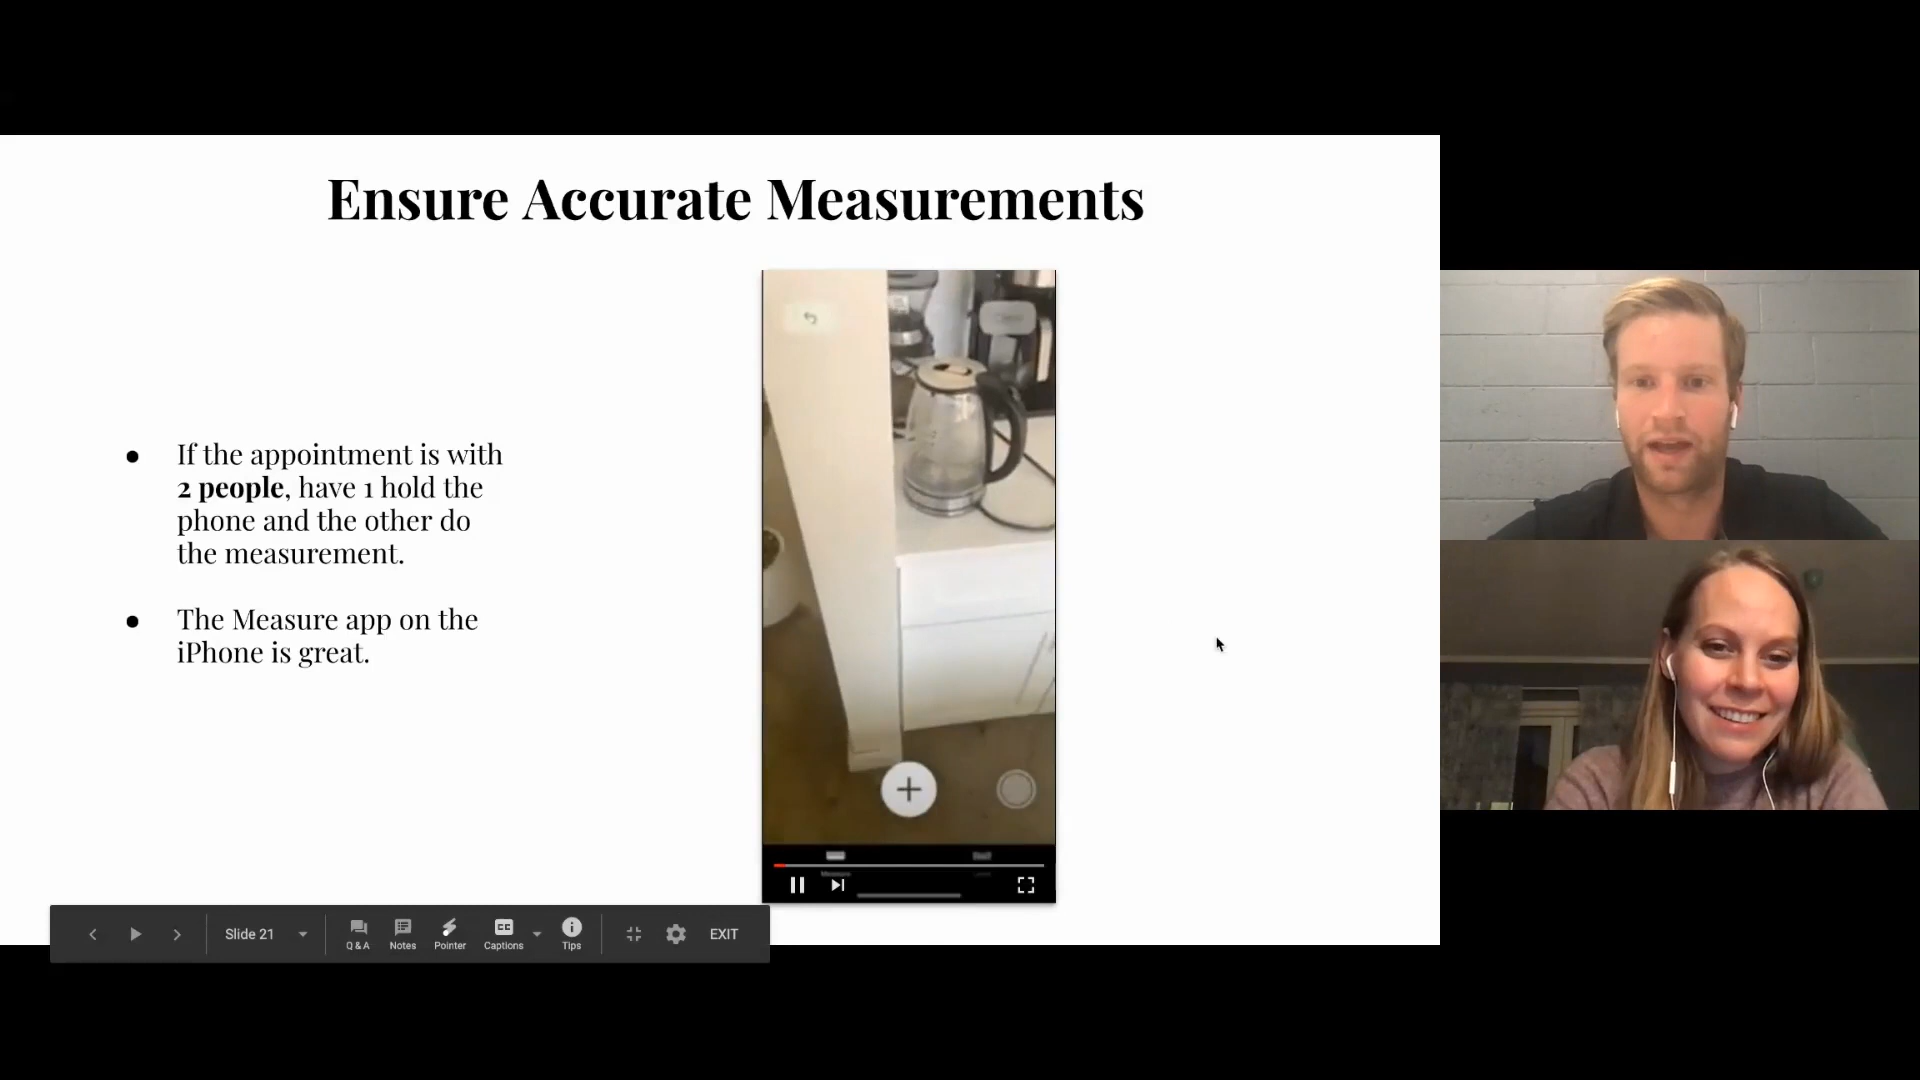 Ensure Accurate Measurements
● If the appointment is with
2 people, have 1 hold the
phone and the other do
the measurement.
● The Measure app on the
iPhone is great.
Slide 21
Q & A
Notes
Pointer
CC
Captions
Tips
EXIT